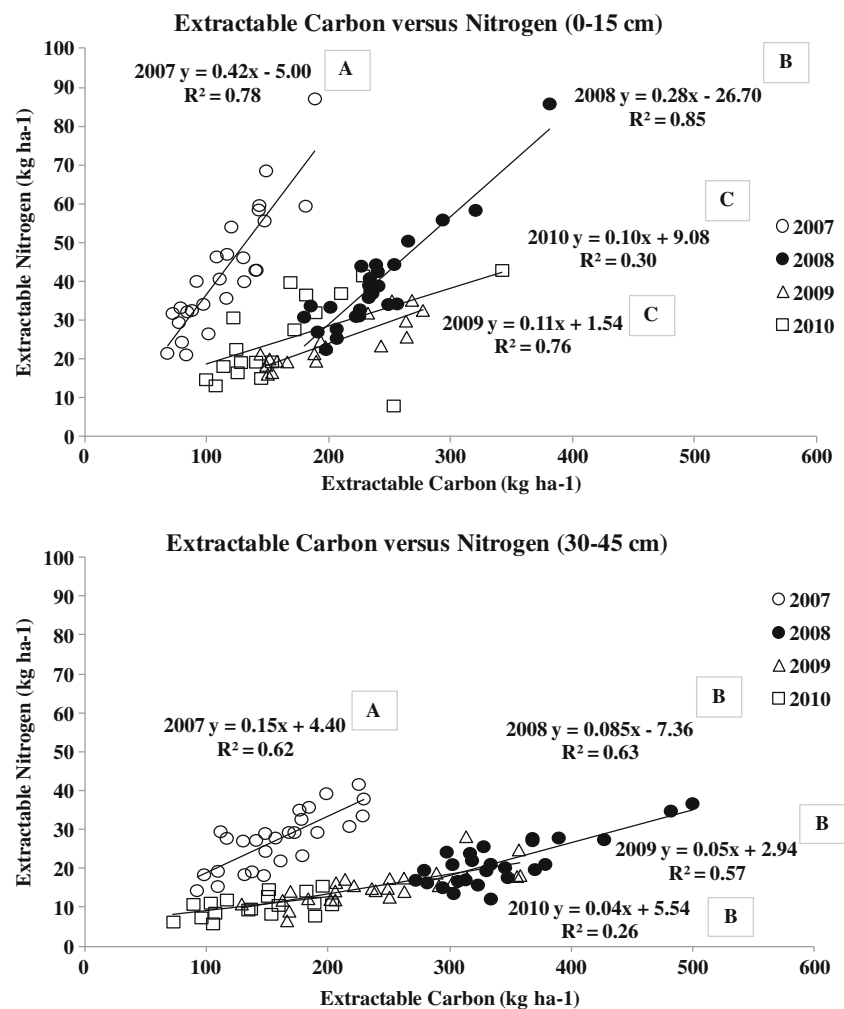 Extractable Carbon versus Nitrogen (0-15 cm)
100
90
80
70
60
50
40
30
20
10
0
Extractable Nitrogen (kg ha-1)
2007 y = 0.42x - 5.00
R² = 0.78
A
B
2008 y = 0.28x - 26.70
R² = 0.85
C
2010 y = 0.10x + 9.08
R² = 0.30
2009 y = 0.11x + 1.54
R² = 0.76
C
2007
2008
2009
2010
0 100 200 300 400 500 600
Extractable Carbon (kg ha-1)
Extractable Carbon versus Nitrogen (30-45 cm)
100
90
80
70
60
50
40
30
20
10
0
Extractable Nitrogen (kg ha-1)
2007
2008
2009
2010
2007 y = 0.15x + 4.40
R² = 0.62
A
B
2008 y = 0.085x - 7.36
R² = 0.63
B
2009 y = 0.05x + 2.94
R² = 0.57
2010 y = 0.04x + 5.54
R² = 0.26
B
0 100 200 300 400 500 600
Extractable Carbon (kg ha-1)